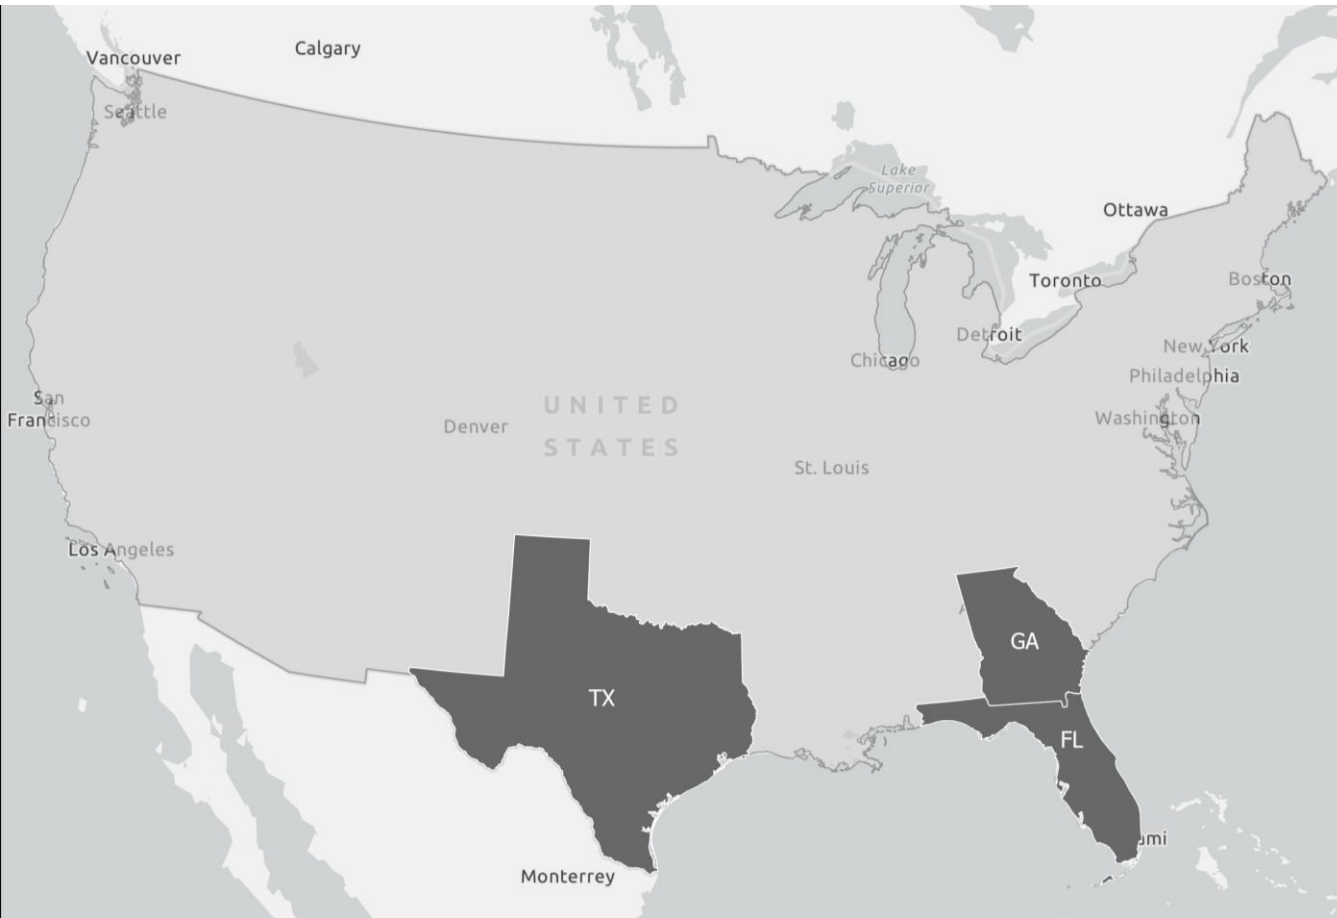 Vancouver
Calgary
Seattle
Lake
Superior
Ottawa
Toronto
Boston
Detroit
New York
Chicago
Philadelphia
San
Francisco
UNITED
STATES
Washington
Denver
St. Louis
Los Angeles
GA
TX
FL
Monterrey